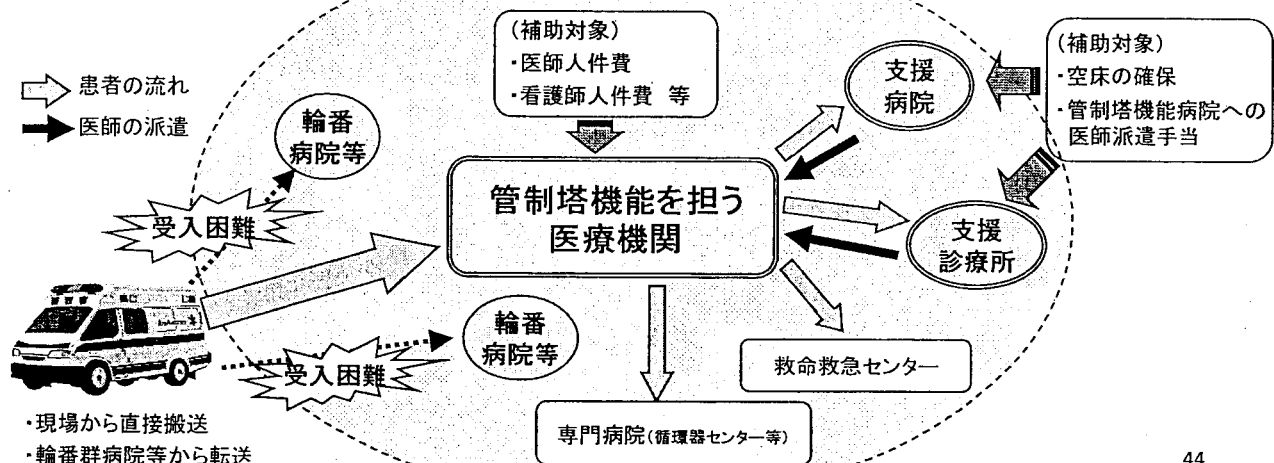 (補助対象)
・医師人件費
・看護師人件費 等
(補助対象)
・空床の確保
・管制塔機能病院への
医師派遣手当
患者の流れ
医師の派遣
輪番
病院等
支援
病院
管制塔機能を担う
医療機関
受入困難
支援
診療所
輪番
病院等
受入困難
救命救急センター
専門病院(循環器センター等)
・現場から直接搬送
・輪番群病院等から転送
44